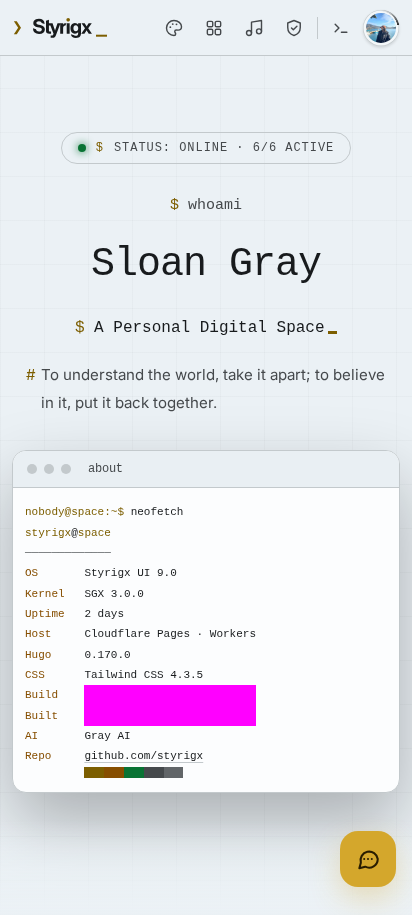 ❯ Styrigx _
$ STATUS: ONLINE · 6/6 ACTIVE
$ whoami
Sloan Gray
$ A Personal Digital Space
# To understand the world, take it apart; to believe
in it, put it back together.
about
nobody@space:~$ neofetch
styrigx@space
─────────────
OS Styrigx UI 9.0
Kernel SGX 3.0.0
Uptime 2 days
Host Cloudflare Pages · Workers
Hugo 0.170.0
CSS Tailwind CSS 4.3.5
Build
Built
AI Gray AI
Repo github.com/styrigx